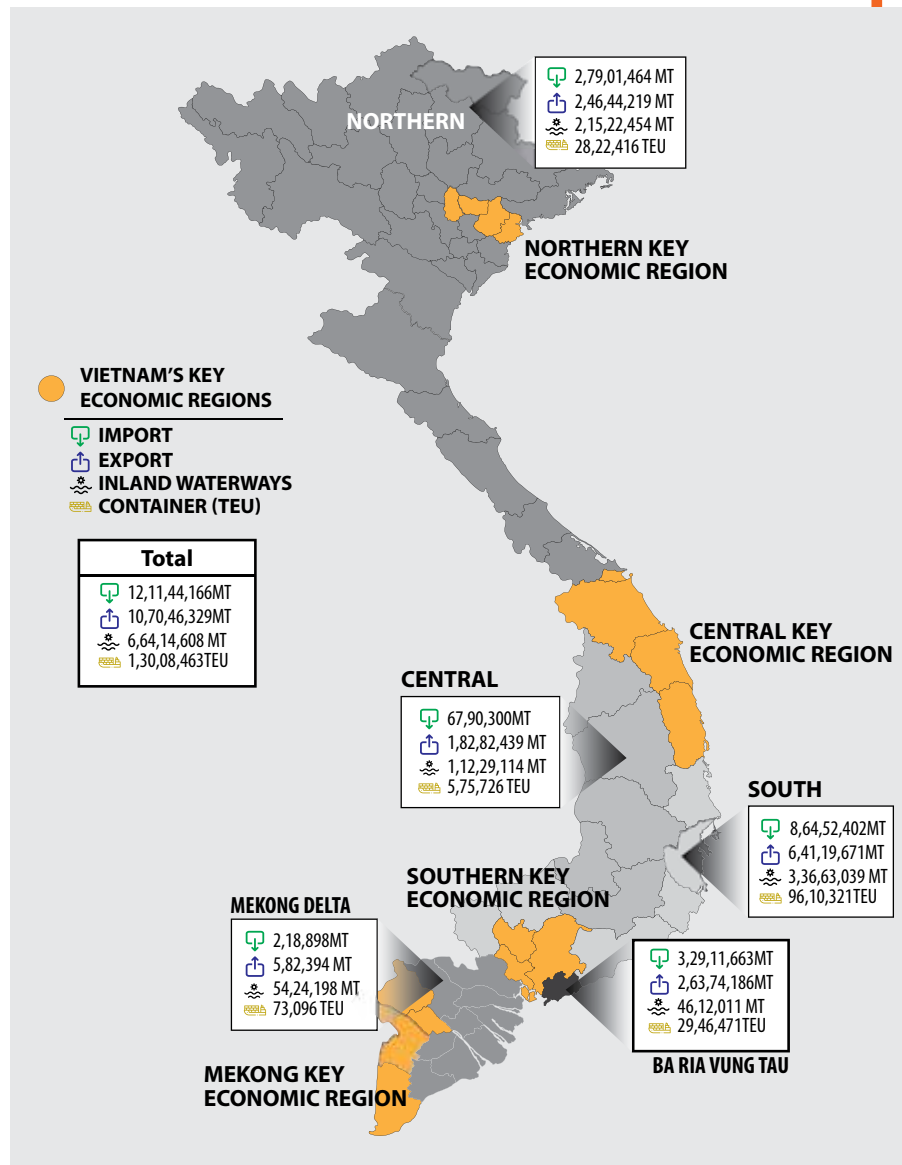 2,79,01,464 MT
2,46,44,219 MT
2,15,22,454 MT
28,22,416 TEU
NORTHERN
NORTHERN KEY
ECONOMIC REGION
VIETNAM'S KEY
ECONOMIC REGIONS
IMPORT
EXPORT
INLAND WATERWAYS
CONTAINER (TEU)
Total
12,11,44,166MT
10,70,46,329MT
6,64,14,608 MT
1,30,08,463TEU
CENTRAL KEY
ECONOMIC REGION
CENTRAL
67,90,300MT
1,82,82,439 MT
1,12,29,114 MT
5,75,726 TEU
SOUTH
8,64,52,402MT
6,41,19,671MT
3,36,63,039 MT
96,10,321TEU
SOUTHERN KEY
ECONOMIC REGION
MEKONG DELTA
2,18,898MT
5,82,394 MT
54,24,198 MT
73,096 TEU
3,29,11,663MT
2,63,74,186MT
46,12,011 MT
29,46,471TEU
BA RIA VUNG TAU
MEKONG KEY
ECONOMIC REGION